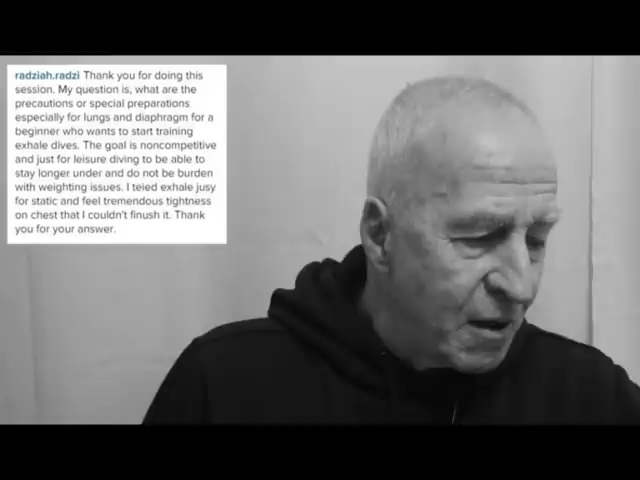 radziah.radzi Thank you for doing this
session. My question is, what are the
precautions or special preparations
especially for lungs and diaphragm for a
beginner who wants to start training
exhale dives. The goal is noncompetitive
and just for leisure diving to be able to
stay longer under and do not be burden
with weighting issues. I teied exhale jusy
for static and feel tremendous tightness
on chest that I couldn't finush it. Thank
you for your answer.